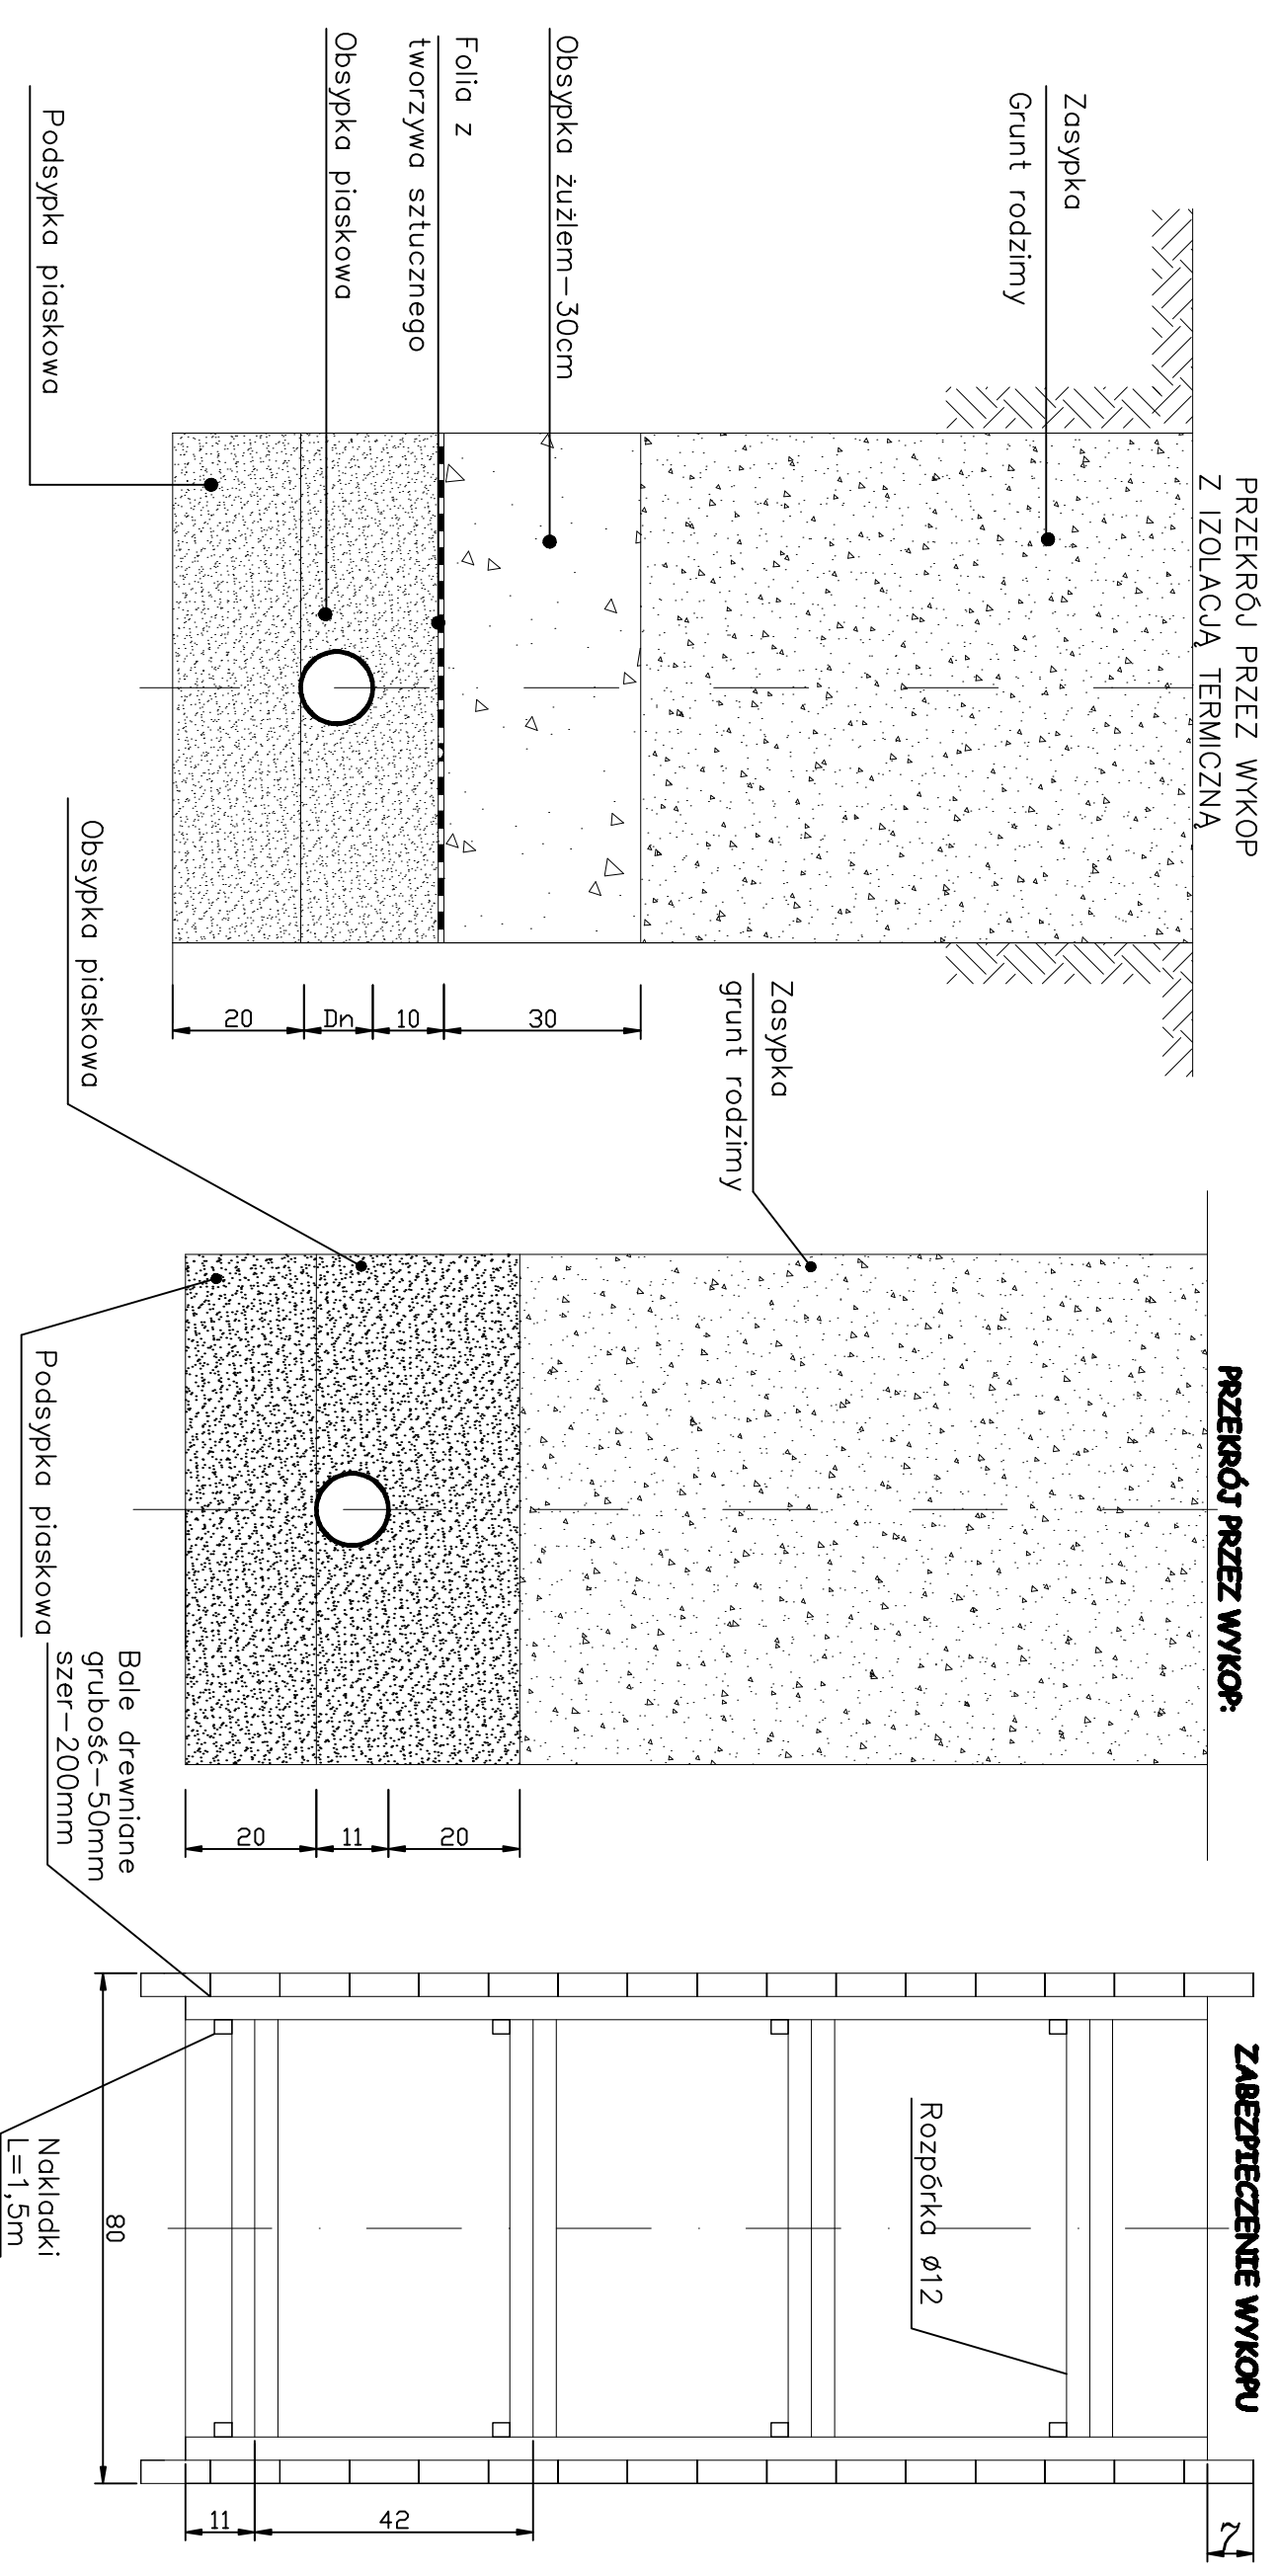 PRZEKRÓJ PRZEZ WYKOP
Z IZOLACJĄ TERMICZNĄ
Zasypka
Grunt rodzimy
Obsypka żużlem-30cm
Folia z
tworzywa sztucznego
Obsypka piaskowa
Podsypka piaskowa
30
10
Dn
20
PRZEKRÓJ PRZEZ WYKOP:
Zasypka
grunt rodzimy
Obsypka piaskowa
Podsypka piaskowa
20
11
20
ZABEZPIECZENIE WYKOPU
Rozpórka Ø12
Bale drewniane
grubość-50mm
szer-200mm
Nakladki
L=1,5m
80
42
11